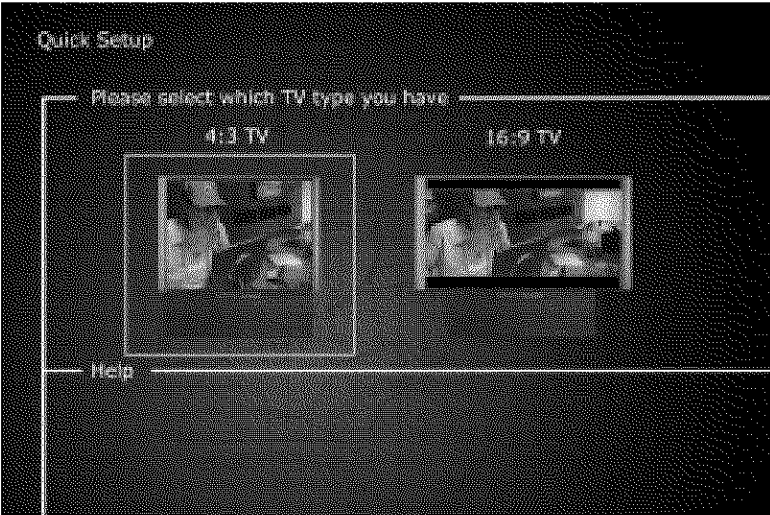 Quick Setup
Please select which TV type you have
4:3 TV
16:9 TV
Help